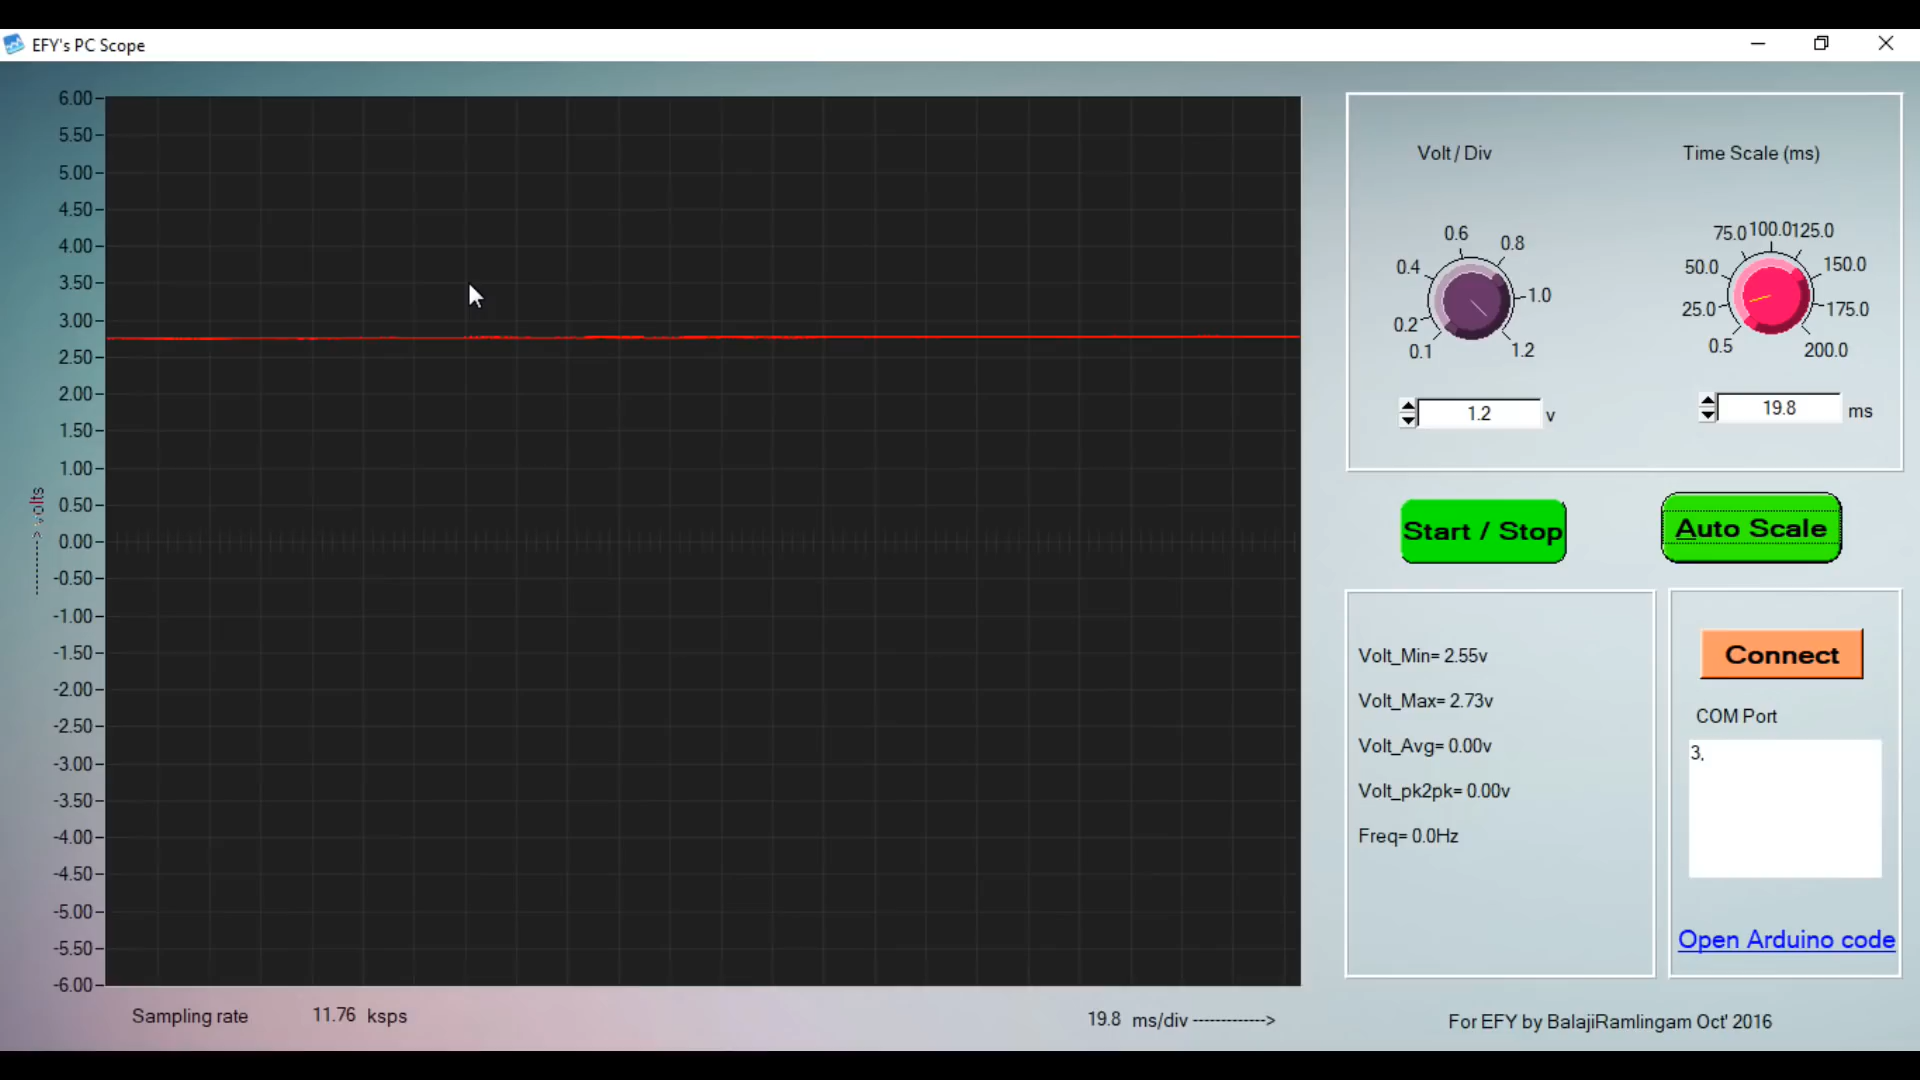 EFY's PC Scope
6.00
5.50
5.00
4.50
4.00
3.50
3.00
2.50
2.00
1.50
1.00
0.50
0.00
-0.50
-1.00
-1.50
-2.00
-2.50
-3.00
-3.50
-4.00
-4.50
-5.00
-5.50
-6.00
-----------> volts
Sampling rate 11.76 ksps
19.8 ms/div ------------->
Volt / Div
0.1
0.2
0.4
0.6
0.8
1.0
1.2
1.2 v
Time Scale (ms)
0.5
25.0
50.0
75.0
100.0
125.0
150.0
175.0
200.0
19.8 ms
Start / Stop
Auto Scale
Volt_Min= 2.55v
Volt_Max= 2.73v
Volt_Avg= 0.00v
Volt_pk2pk= 0.00v
Freq= 0.0Hz
Connect
COM Port
3,
Open Arduino code
For EFY by BalajiRamlingam Oct' 2016